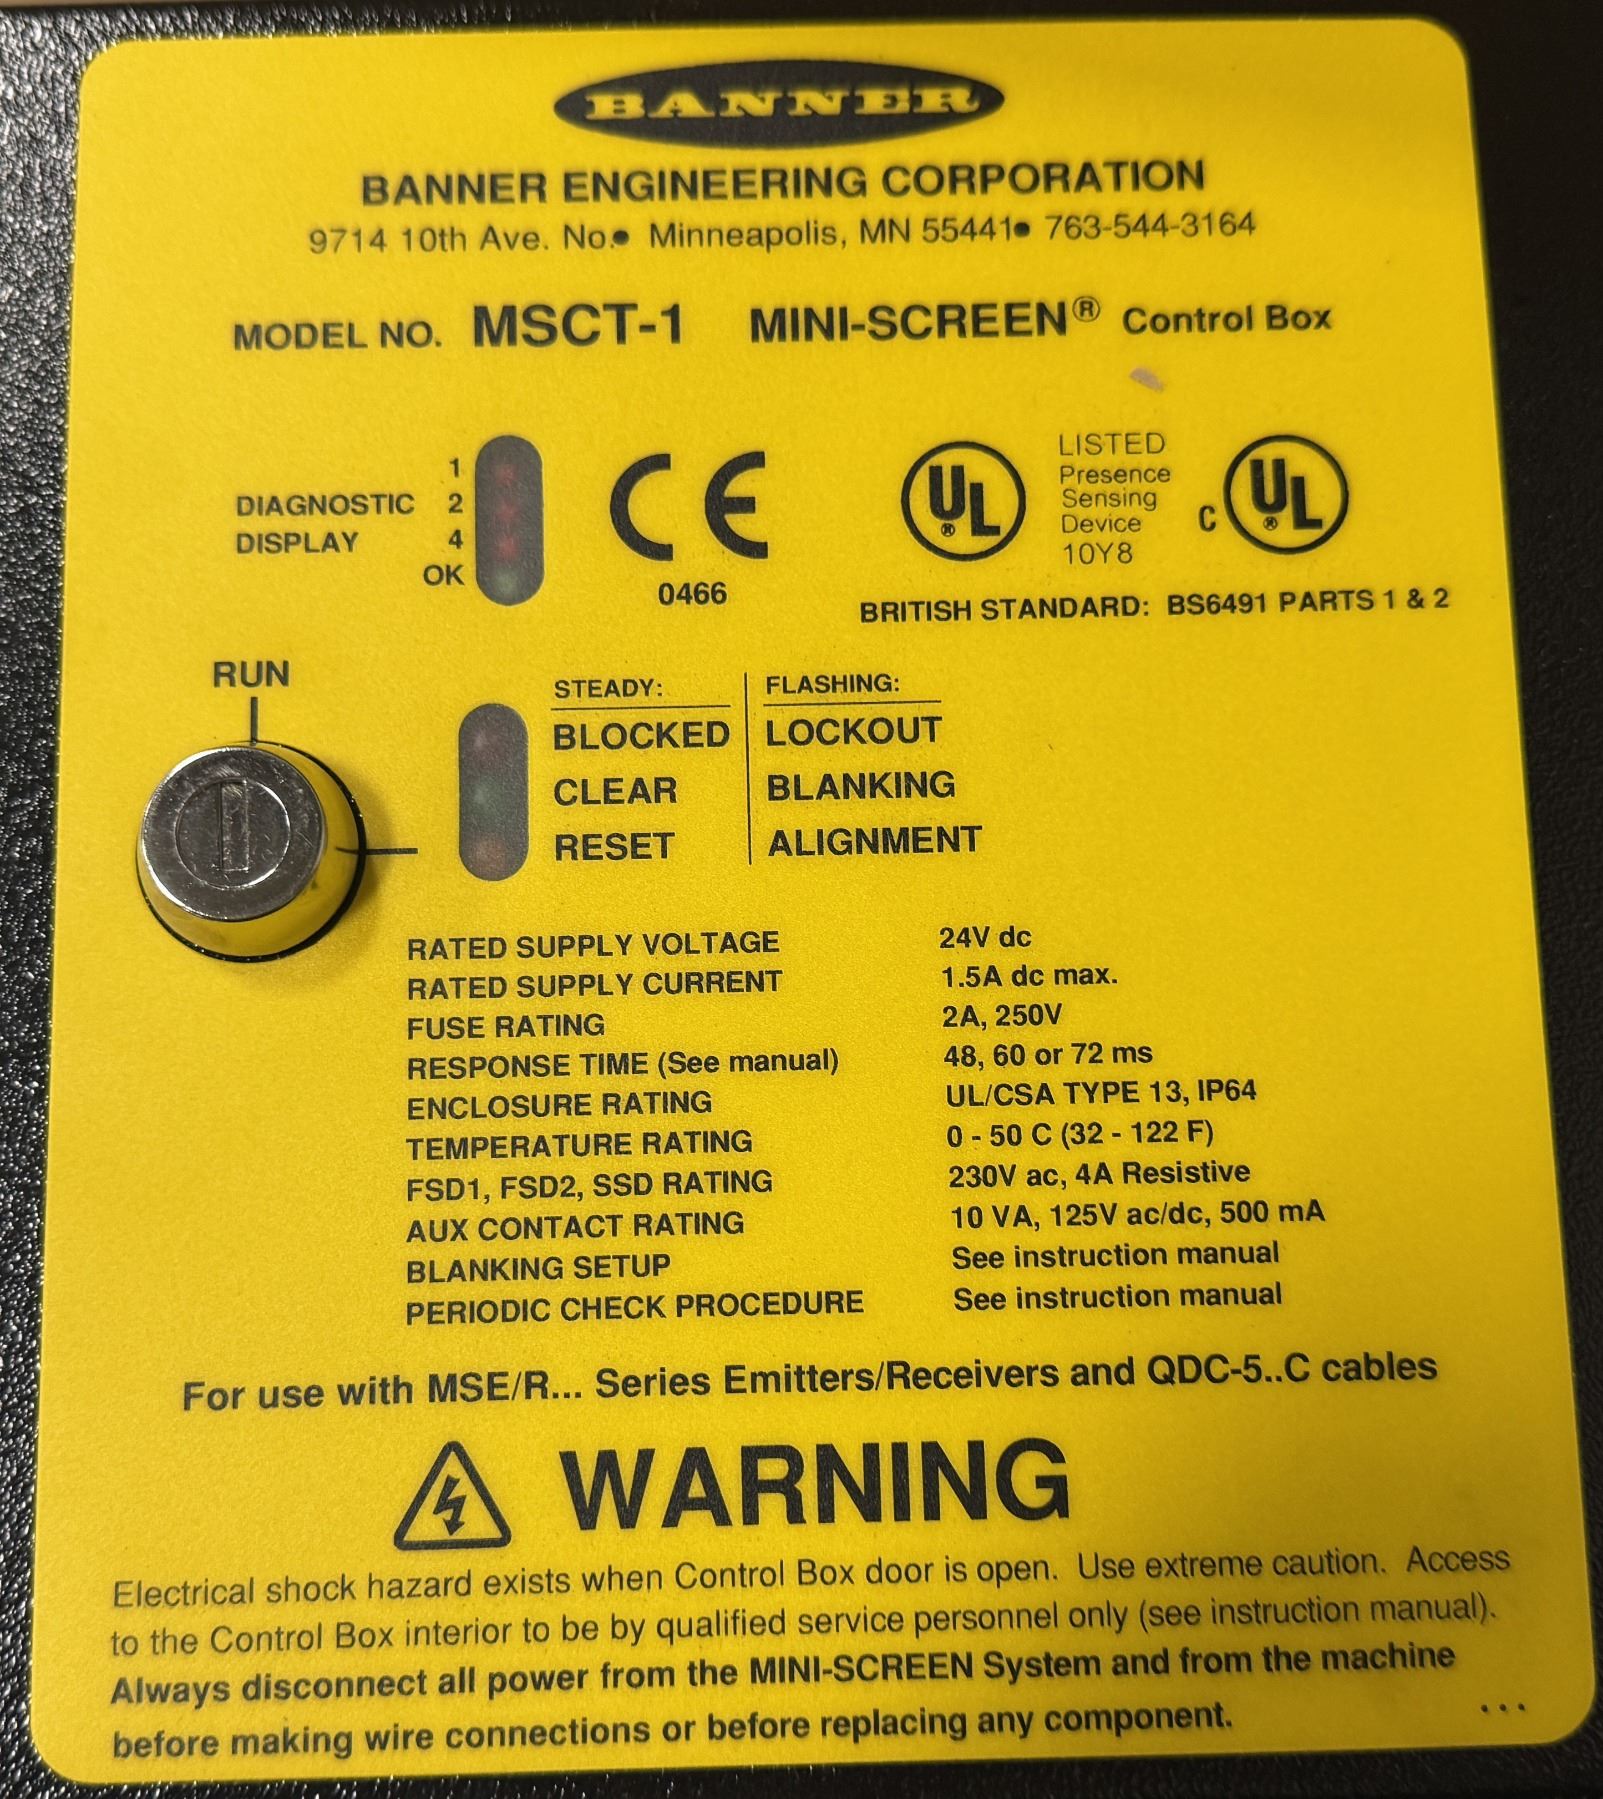 BANNER
BANNER ENGINEERING CORPORATION
9714 10th Ave. No.• Minneapolis, MN 55441• 763-544-3164
MODEL NO. MSCT-1 MINI-SCREEN® Control Box
DIAGNOSTIC DISPLAY
1
2
4
OK
CE
0466
UL®
LISTED
Presence
Sensing
Device
10Y8
C UL®
BRITISH STANDARD: BS6491 PARTS 1 & 2
RUN
STEADY: FLASHING:
BLOCKED LOCKOUT
CLEAR BLANKING
RESET ALIGNMENT
RATED SUPPLY VOLTAGE 24V dc
RATED SUPPLY CURRENT 1.5A dc max.
FUSE RATING 2A, 250V
RESPONSE TIME (See manual) 48, 60 or 72 ms
ENCLOSURE RATING UL/CSA TYPE 13, IP64
TEMPERATURE RATING 0 - 50 C (32 - 122 F)
FSD1, FSD2, SSD RATING 230V ac, 4A Resistive
AUX CONTACT RATING 10 VA, 125V ac/dc, 500 mA
BLANKING SETUP See instruction manual
PERIODIC CHECK PROCEDURE See instruction manual
For use with MSE/R... Series Emitters/Receivers and QDC-5..C cables
WARNING
Electrical shock hazard exists when Control Box door is open. Use extreme caution. Access
to the Control Box interior to be by qualified service personnel only (see instruction manual).
Always disconnect all power from the MINI-SCREEN System and from the machine
before making wire connections or before replacing any component. ...